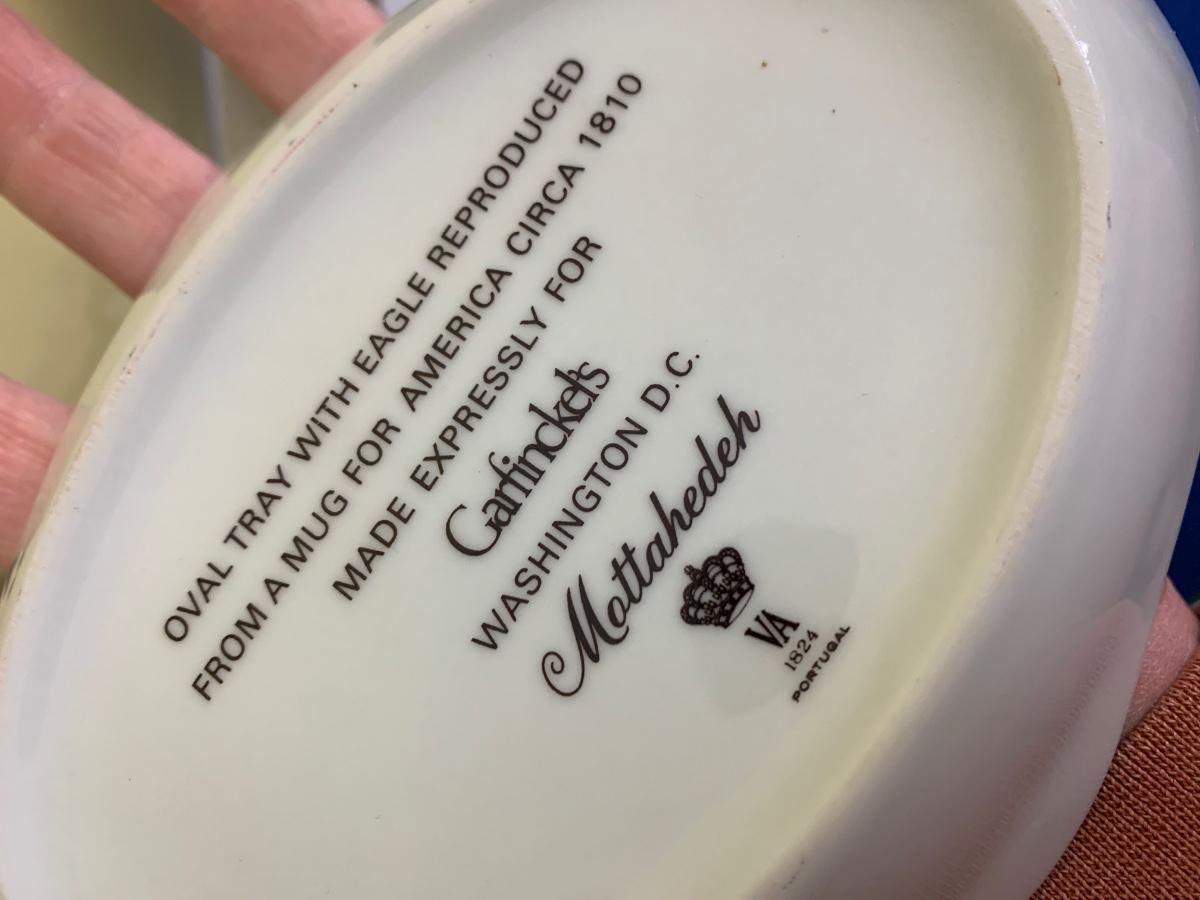 OVAL TRAY WITH EAGLE REPRODUCED
FROM A MUG FOR AMERICA CIRCA 1810
MADE EXPRESSLY FOR
Garfinckel's
WASHINGTON D.C.
Mottahedeh
VA
1824
PORTUGAL